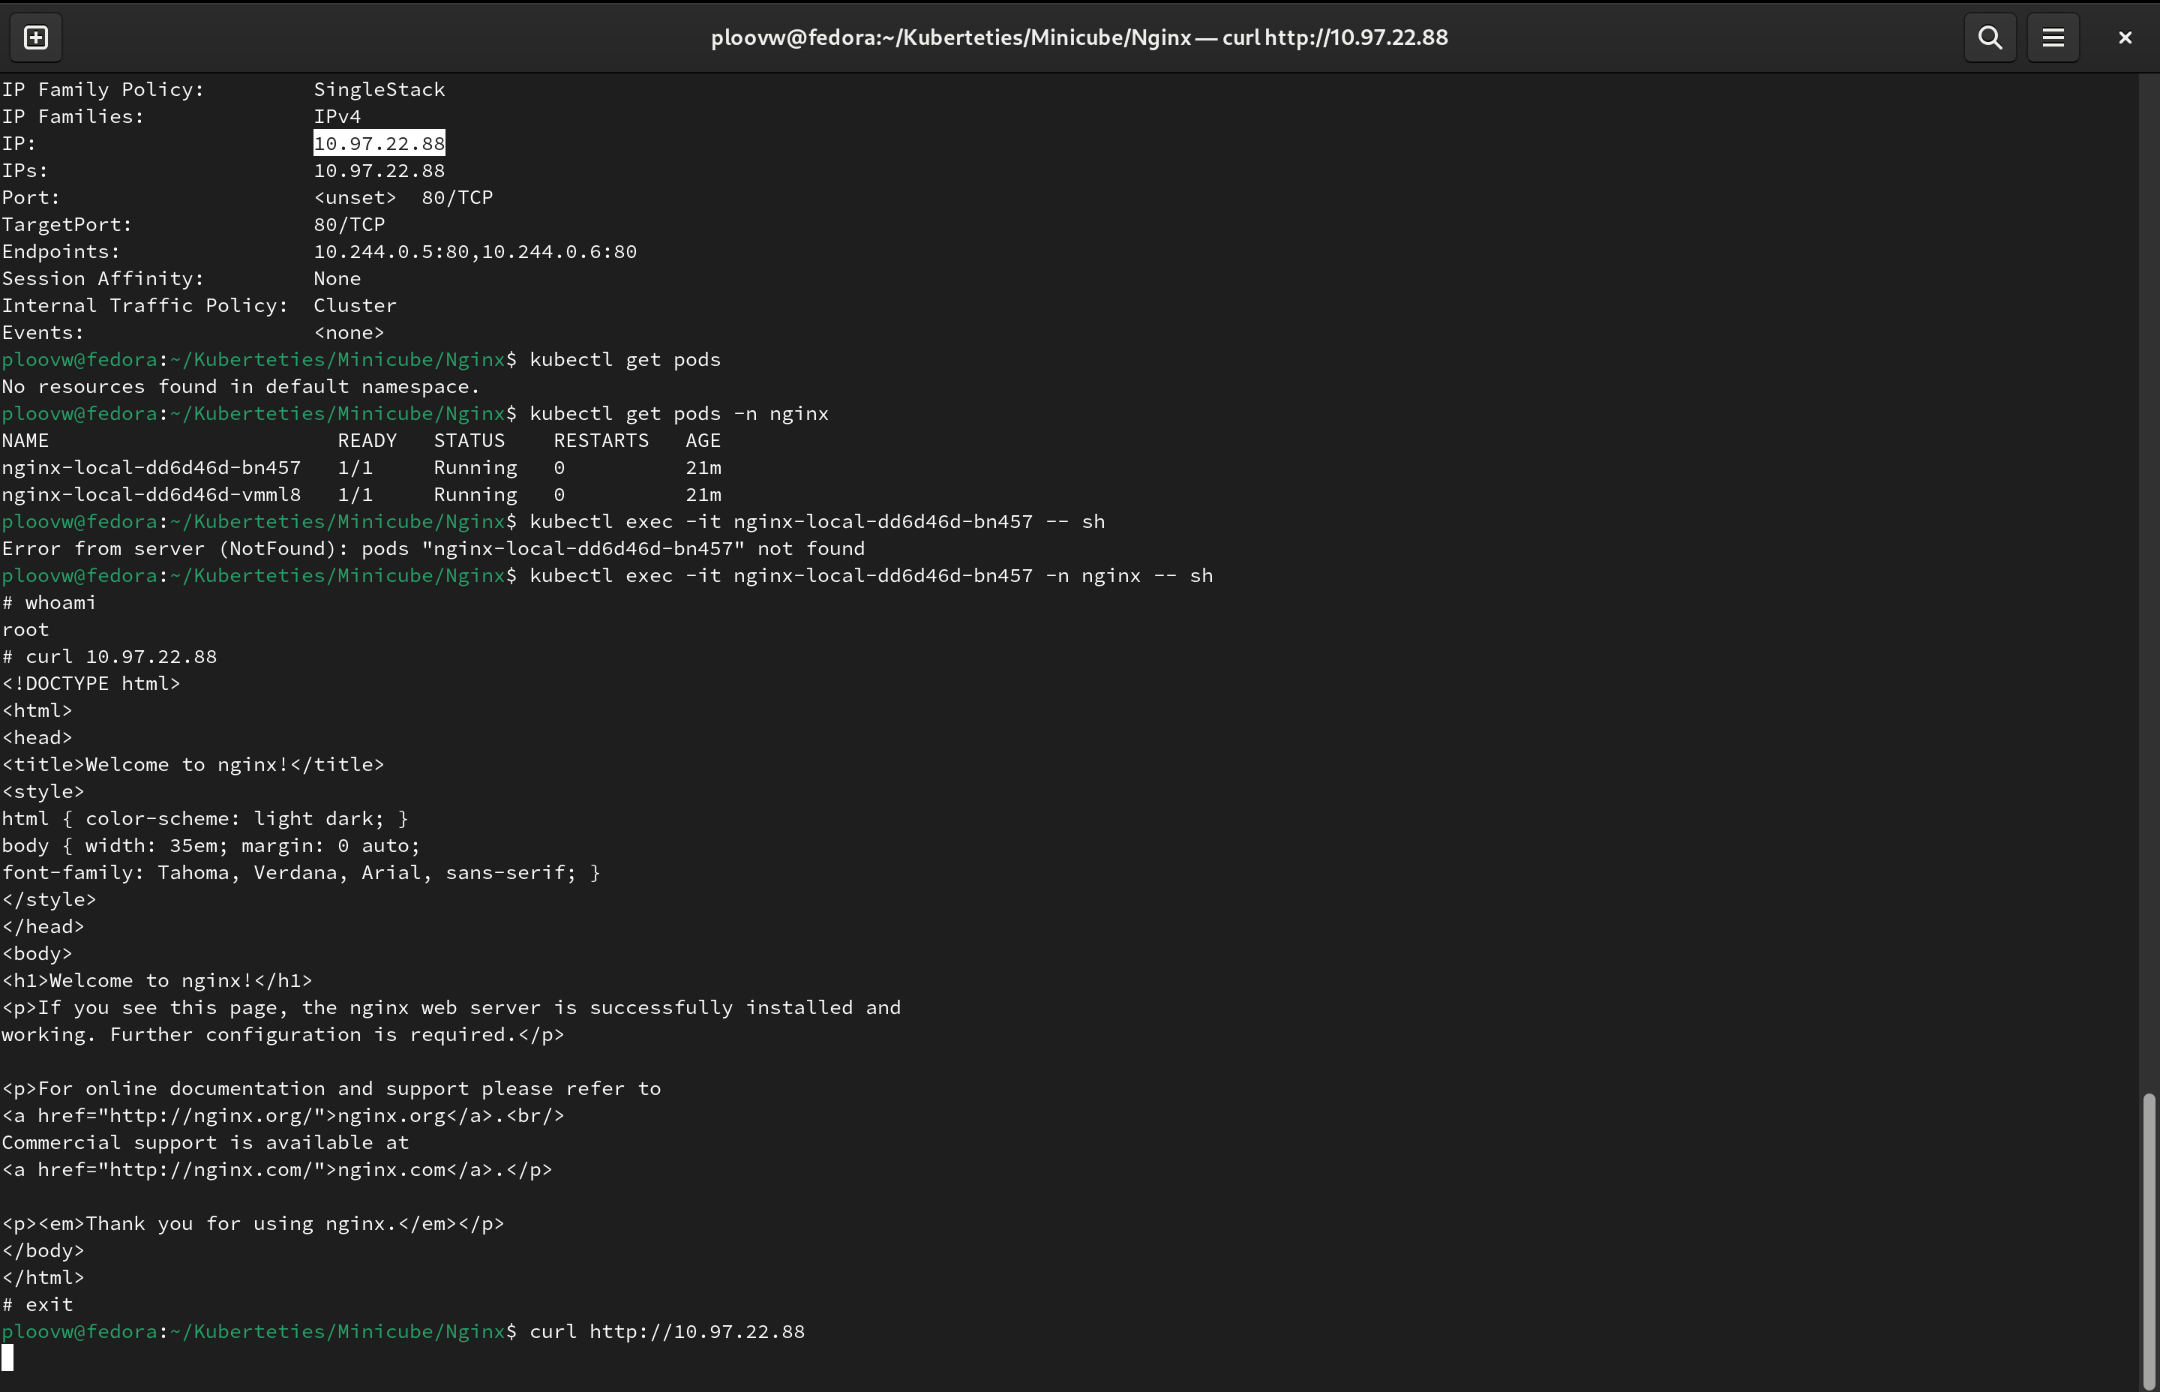 ploovw@fedora:~/Kuberteties/Minicube/Nginx — curl http://10.97.22.88
IP Family Policy:         SingleStack
IP Families:              IPv4
IP:                       10.97.22.88
IPs:                      10.97.22.88
Port:                     <unset>  80/TCP
TargetPort:               80/TCP
Endpoints:                10.244.0.5:80,10.244.0.6:80
Session Affinity:         None
Internal Traffic Policy:  Cluster
Events:                   <none>
ploovw@fedora:~/Kuberteties/Minicube/Nginx$ kubectl get pods
No resources found in default namespace.
ploovw@fedora:~/Kuberteties/Minicube/Nginx$ kubectl get pods -n nginx
NAME                        READY   STATUS    RESTARTS   AGE
nginx-local-dd6d46d-bn457   1/1     Running   0          21m
nginx-local-dd6d46d-vmml8   1/1     Running   0          21m
ploovw@fedora:~/Kuberteties/Minicube/Nginx$ kubectl exec -it nginx-local-dd6d46d-bn457 -- sh
Error from server (NotFound): pods "nginx-local-dd6d46d-bn457" not found
ploovw@fedora:~/Kuberteties/Minicube/Nginx$ kubectl exec -it nginx-local-dd6d46d-bn457 -n nginx -- sh
# whoami
root
# curl 10.97.22.88
<!DOCTYPE html>
<html>
<head>
<title>Welcome to nginx!</title>
<style>
html { color-scheme: light dark; }
body { width: 35em; margin: 0 auto;
font-family: Tahoma, Verdana, Arial, sans-serif; }
</style>
</head>
<body>
<h1>Welcome to nginx!</h1>
<p>If you see this page, the nginx web server is successfully installed and
working. Further configuration is required.</p>

<p>For online documentation and support please refer to
<a href="http://nginx.org/">nginx.org</a>.<br/>
Commercial support is available at
<a href="http://nginx.com/">nginx.com</a>.</p>

<p><em>Thank you for using nginx.</em></p>
</body>
</html>
# exit
ploovw@fedora:~/Kuberteties/Minicube/Nginx$ curl http://10.97.22.88